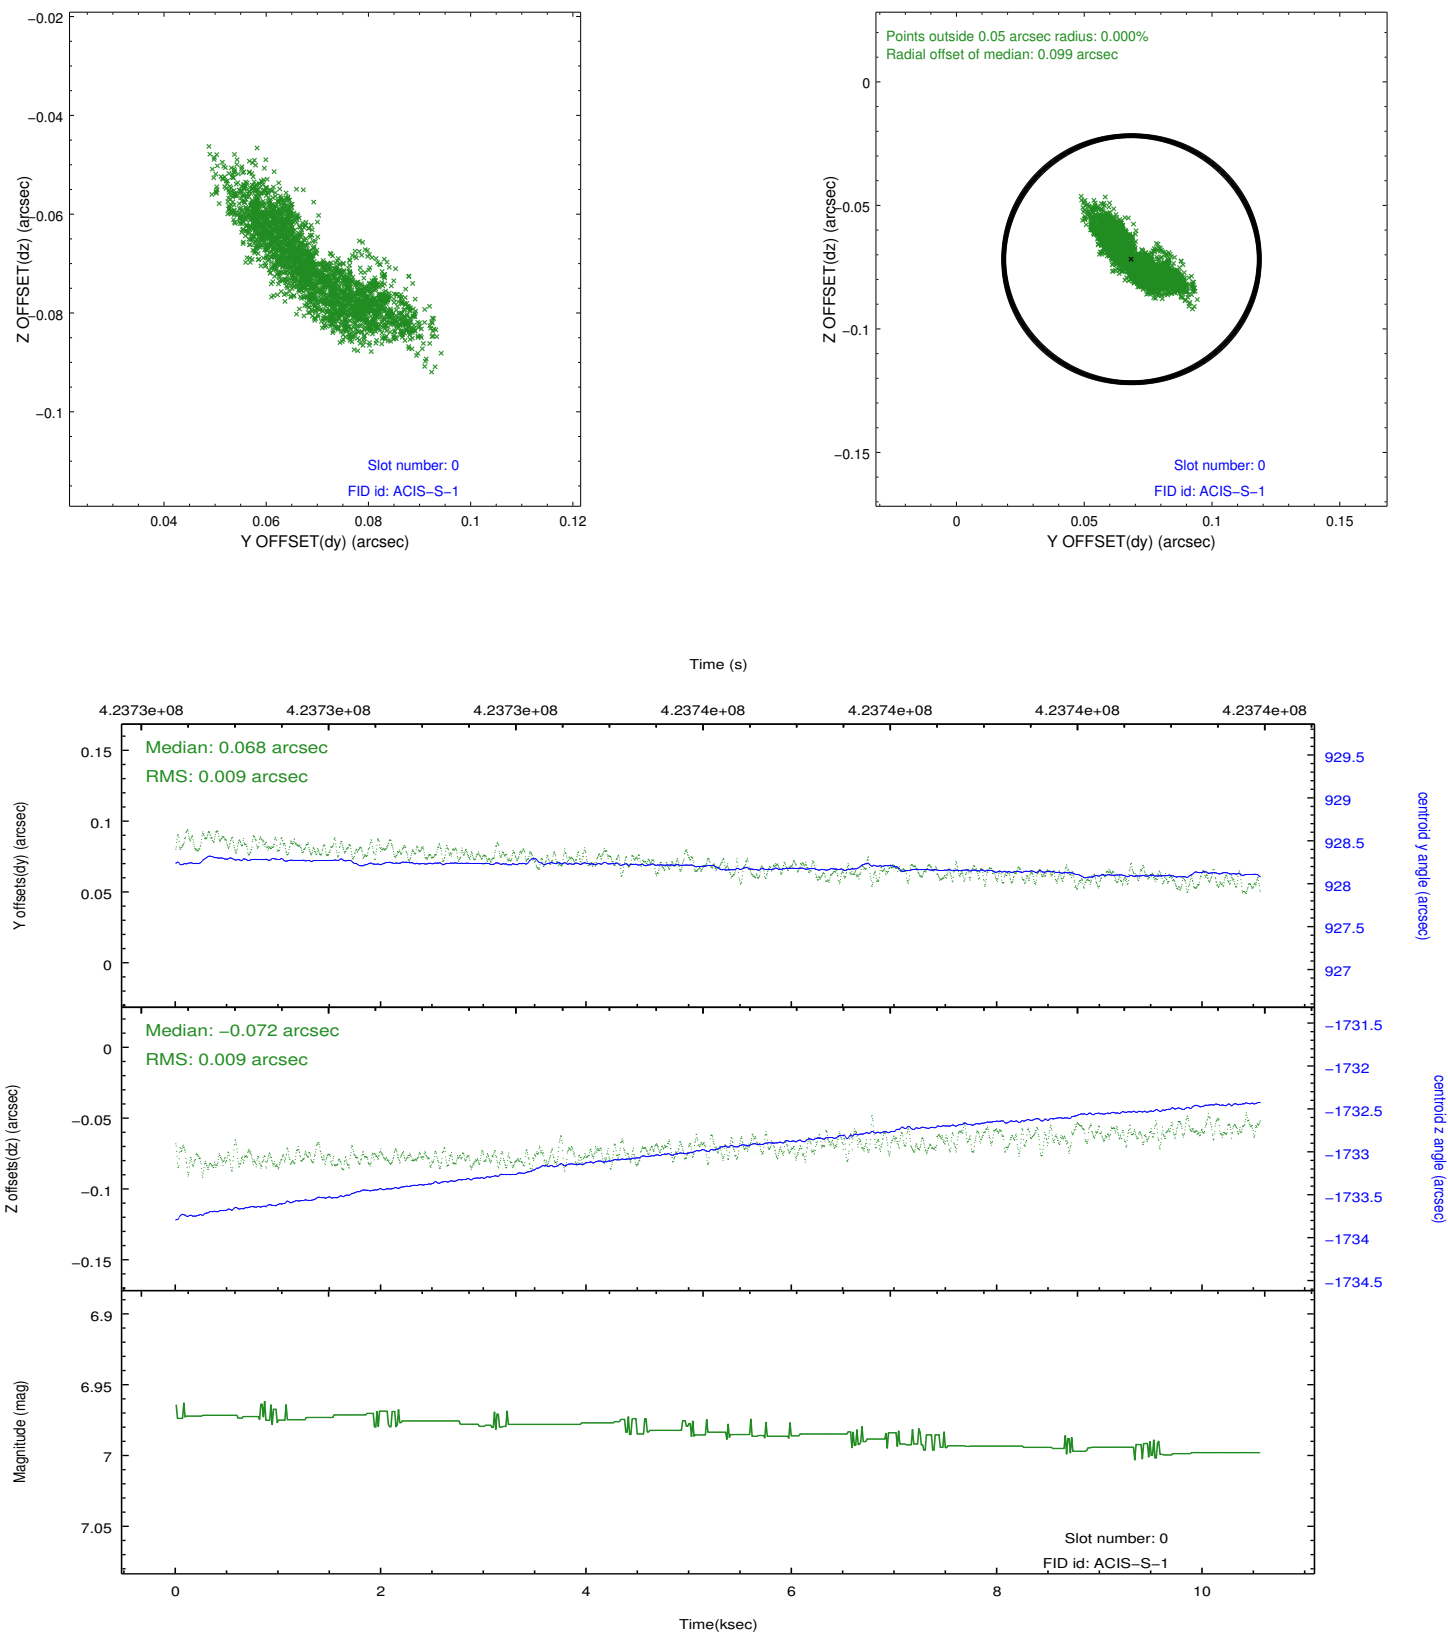 −0.02
−0.04
−0.06
−0.08
−0.1
Z OFFSET(dz) (arcsec)
Slot number: 0
FID id: ACIS−S−1
0.04 0.06 0.08 0.1 0.12
Y OFFSET(dy) (arcsec)
Points outside 0.05 arcsec radius: 0.000%
Radial offset of median: 0.099 arcsec
0
−0.05
−0.1
−0.15
Z OFFSET(dz) (arcsec)
Slot number: 0
FID id: ACIS−S−1
0 0.05 0.1 0.15
Y OFFSET(dy) (arcsec)
Time (s)
4.2373e+08 4.2373e+08 4.2373e+08 4.2374e+08 4.2374e+08 4.2374e+08 4.2374e+08
Median: 0.068 arcsec
RMS: 0.009 arcsec
0.15
0.1
0.05
0
Y offsets(dy) (arcsec)
929.5
929
928.5
928
927.5
927
centroid y angle (arcsec)
Median: −0.072 arcsec
RMS: 0.009 arcsec
0
−0.05
−0.1
−0.15
Z offsets(dz) (arcsec)
−1731.5
−1732
−1732.5
−1733
−1733.5
−1734
−1734.5
centroid z angle (arcsec)
6.9
6.95
7
7.05
Magnitude (mag)
Slot number: 0
FID id: ACIS−S−1
0 2 4 6 8 10
Time(ksec)